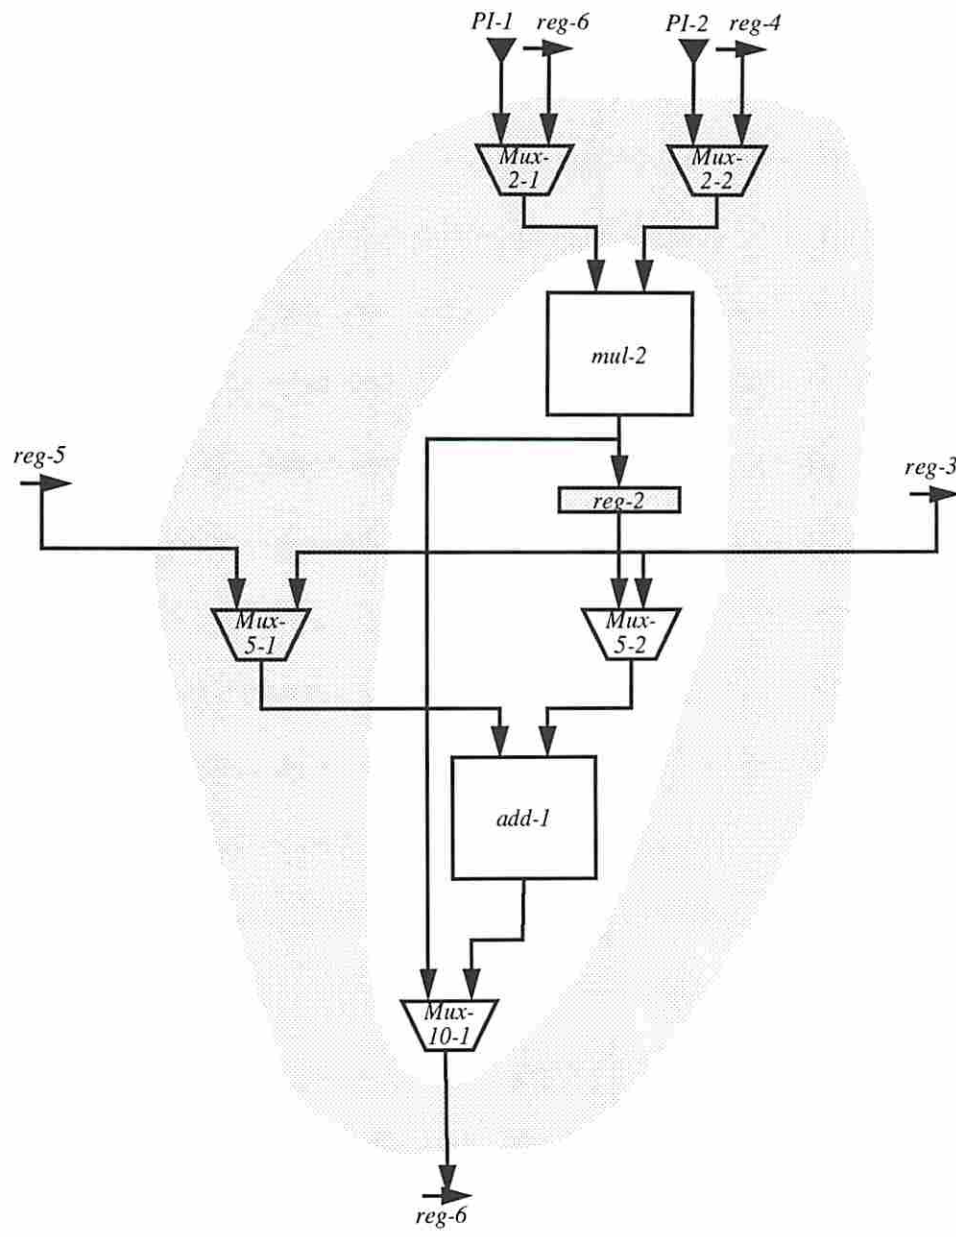 PI-1 reg-6 PI-2 reg-4
Mux-
2-1
Mux-
2-2
mul-2
reg-5
reg-3
reg-2
Mux-
5-1
Mux-
5-2
add-1
Mux-
10-1
reg-6